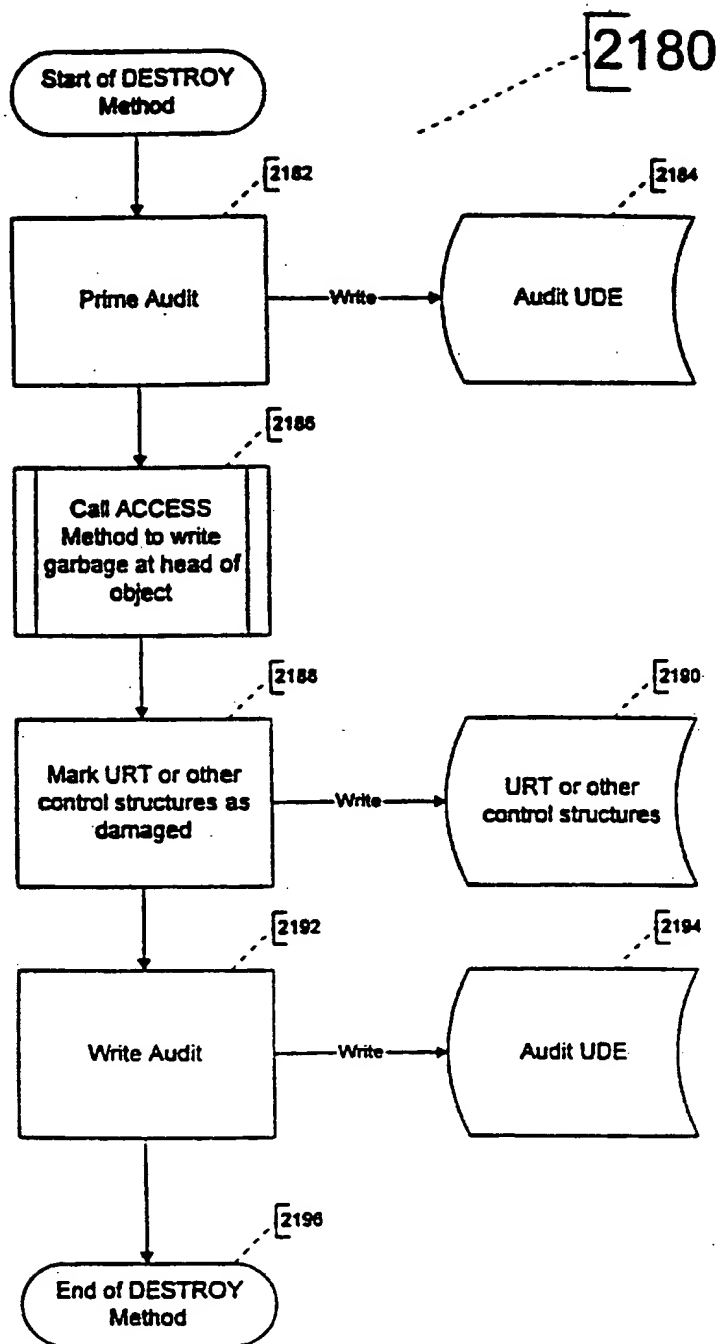 2180
Start of DESTROY
Method
2182
2184
Prime Audit
Write
Audit UDE
2186
Call ACCESS
Method to write
garbage at head of
object
2188
2190
Mark URT or other
control structures as
damaged
Write
URT or other
control structures
2192
2194
Write Audit
Write
Audit UDE
2196
End of DESTROY
Method